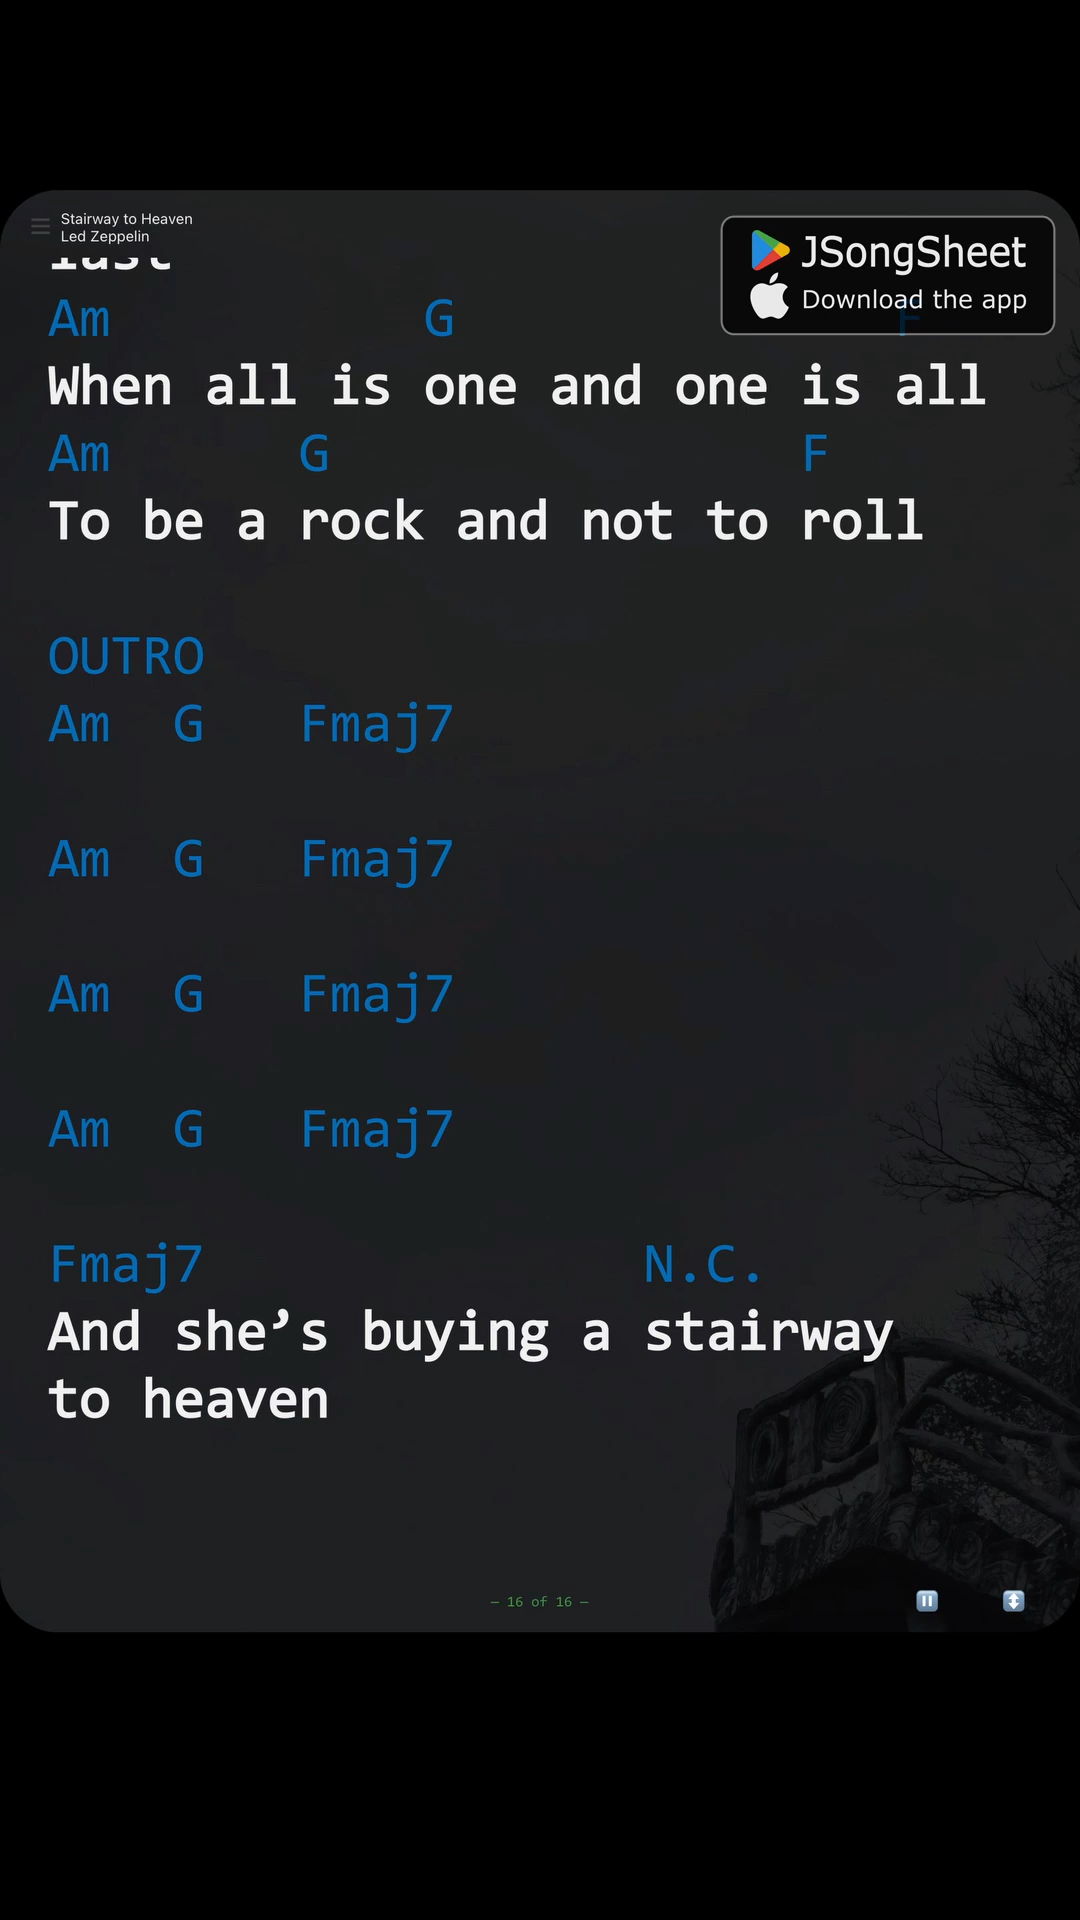 Stairway to Heaven
Led Zeppelin
JSongSheet
Download the app
last
Am G F
When all is one and one is all
Am G F
To be a rock and not to roll
OUTRO
Am G Fmaj7
Am G Fmaj7
Am G Fmaj7
Am G Fmaj7
Fmaj7 N.C.
And she’s buying a stairway
to heaven
— 16 of 16 —